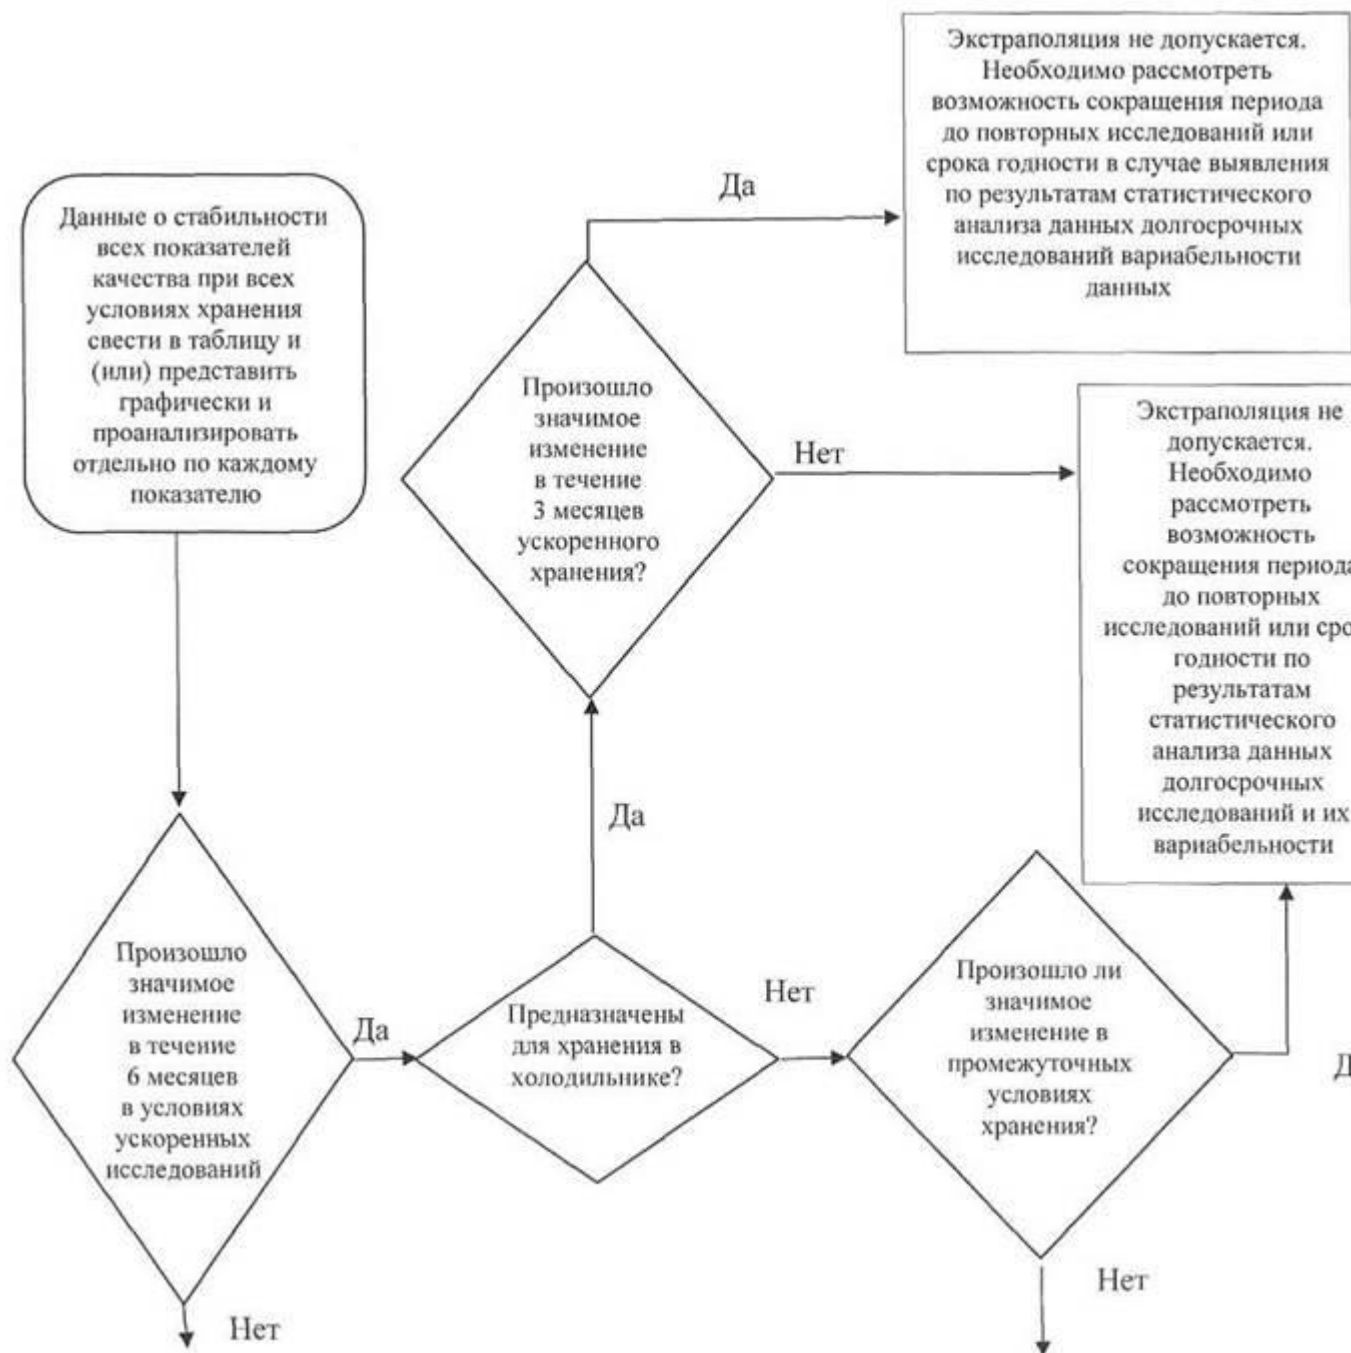 Экстраполяция не допускается.
Необходимо рассмотреть
возможность сокращения периода
до повторных исследований или
срока годности в случае выявления
по результатам статистического
анализа данных долгосрочных
исследований вариабельности
данных
Да
Данные о стабильности
всех показателей
качества при всех
условиях хранения
свести в таблицу и
(или) представить
графически и
проанализировать
отдельно по каждому
показателю
Произошло
значимое
изменение
в течение
3 месяцев
ускоренного
хранения?
Нет
Экстраполяция не
допускается.
Необходимо
рассмотреть
возможность
сокращения периода
до повторных
исследований или
годности по
результатам
статистического
анализа данных
долгосрочных
исследований и их
вариабельности
Да
Произошло
значимое
изменение
в течение
6 месяцев
в условиях
ускоренных
исследований
Да
Предназначены
для хранения в
холодильнике?
Нет
Произошло ли
значимое
изменение в
промежуточных
условиях
хранения?
Нет
Нет